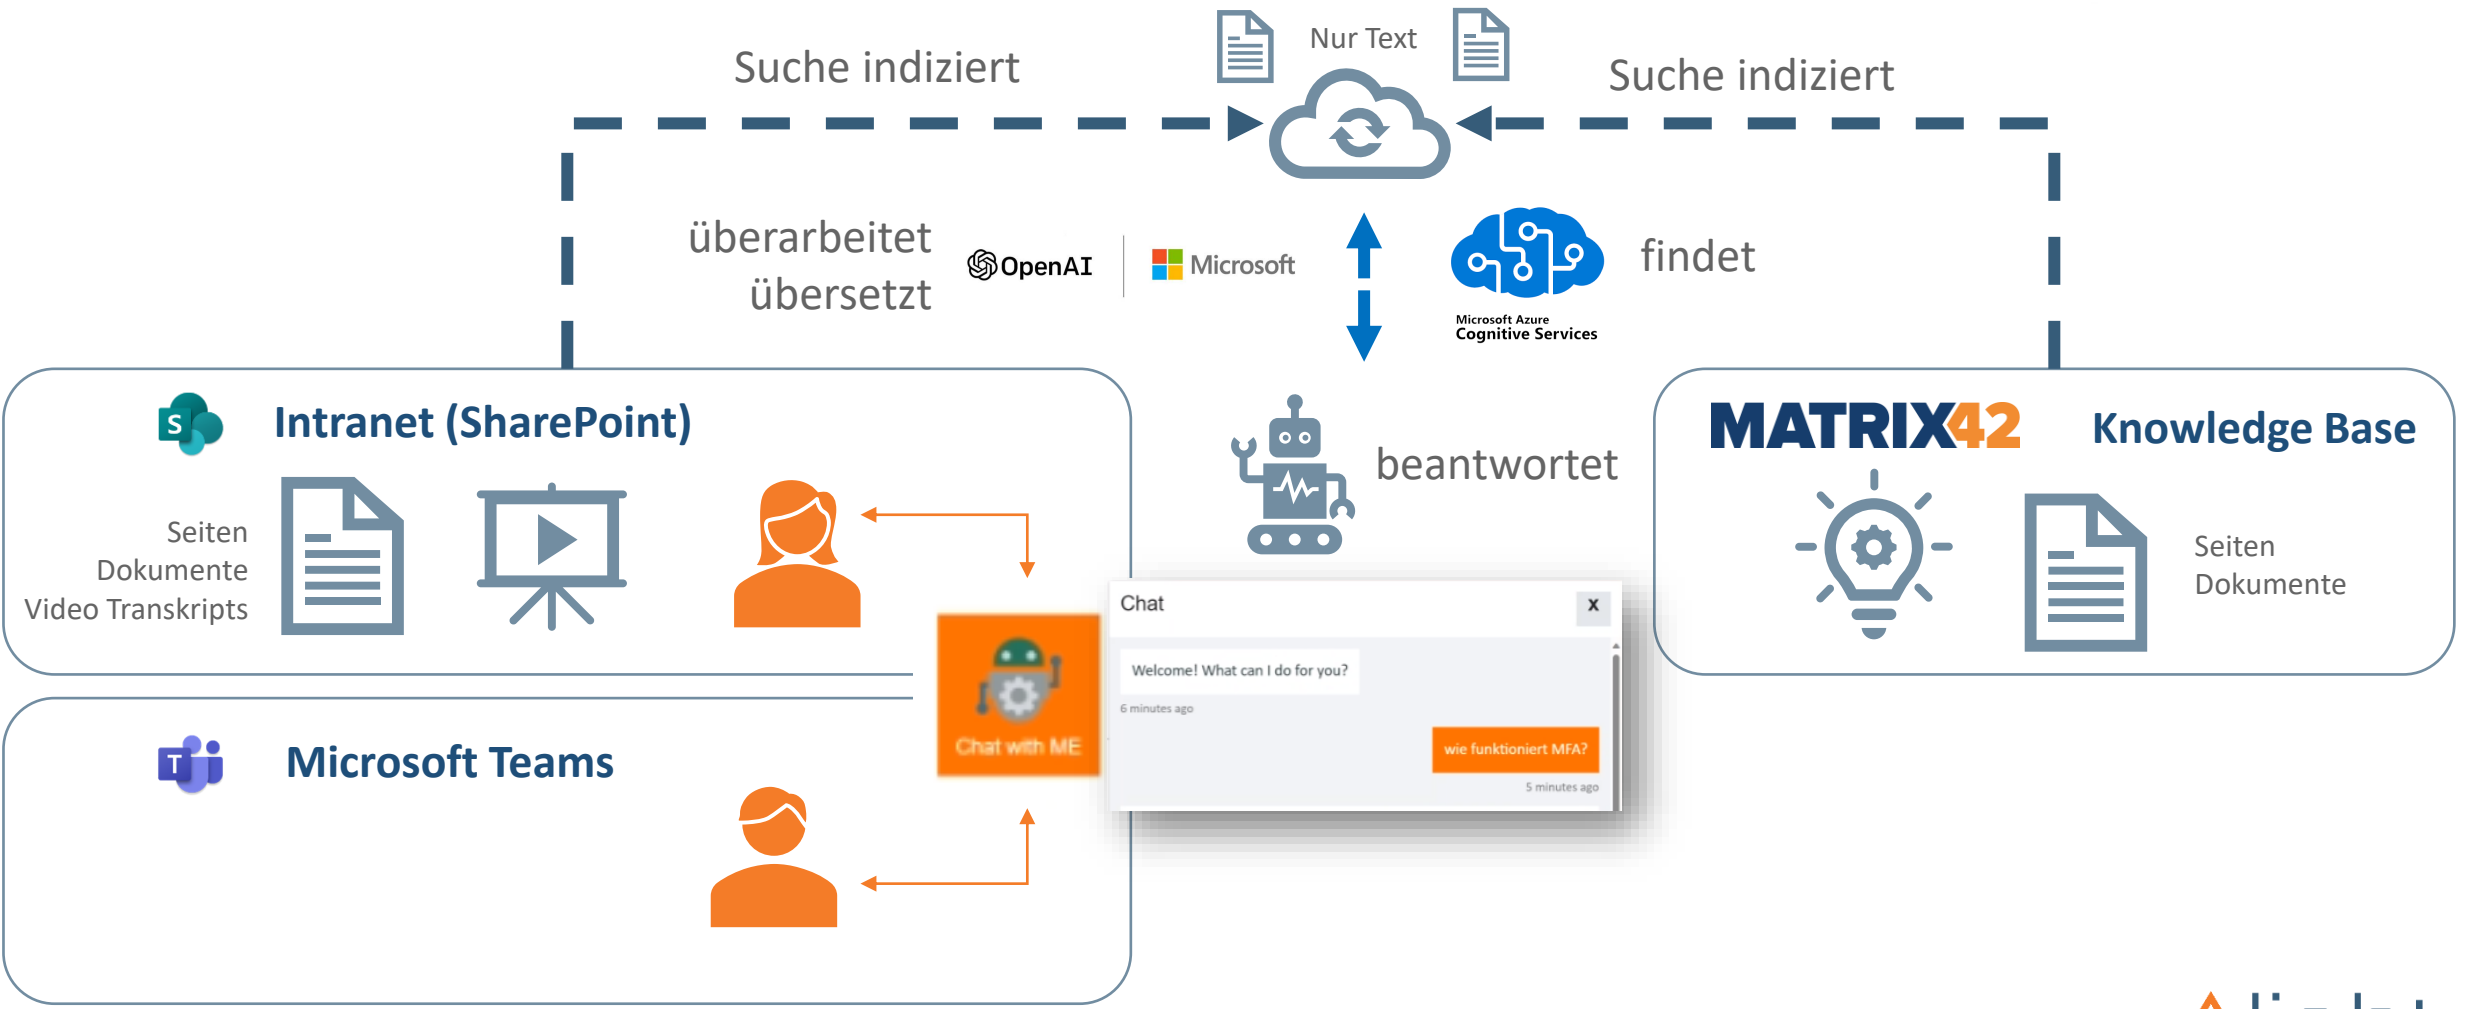 Nur Text
Suche indiziert
Suche indiziert
überarbeitet
übersetzt
OpenAI
Microsoft
findet
Microsoft Azure
Cognitive Services
S
Intranet (SharePoint)
Seiten
Dokumente
Video Transkripts
beantwortet
MATRIX42
Knowledge Base
Seiten
Dokumente
Chat
X
Welcome! What can I do for you?
6 minutes ago
wie funktioniert MFA?
5 minutes ago
Chat with ME
T
Microsoft Teams